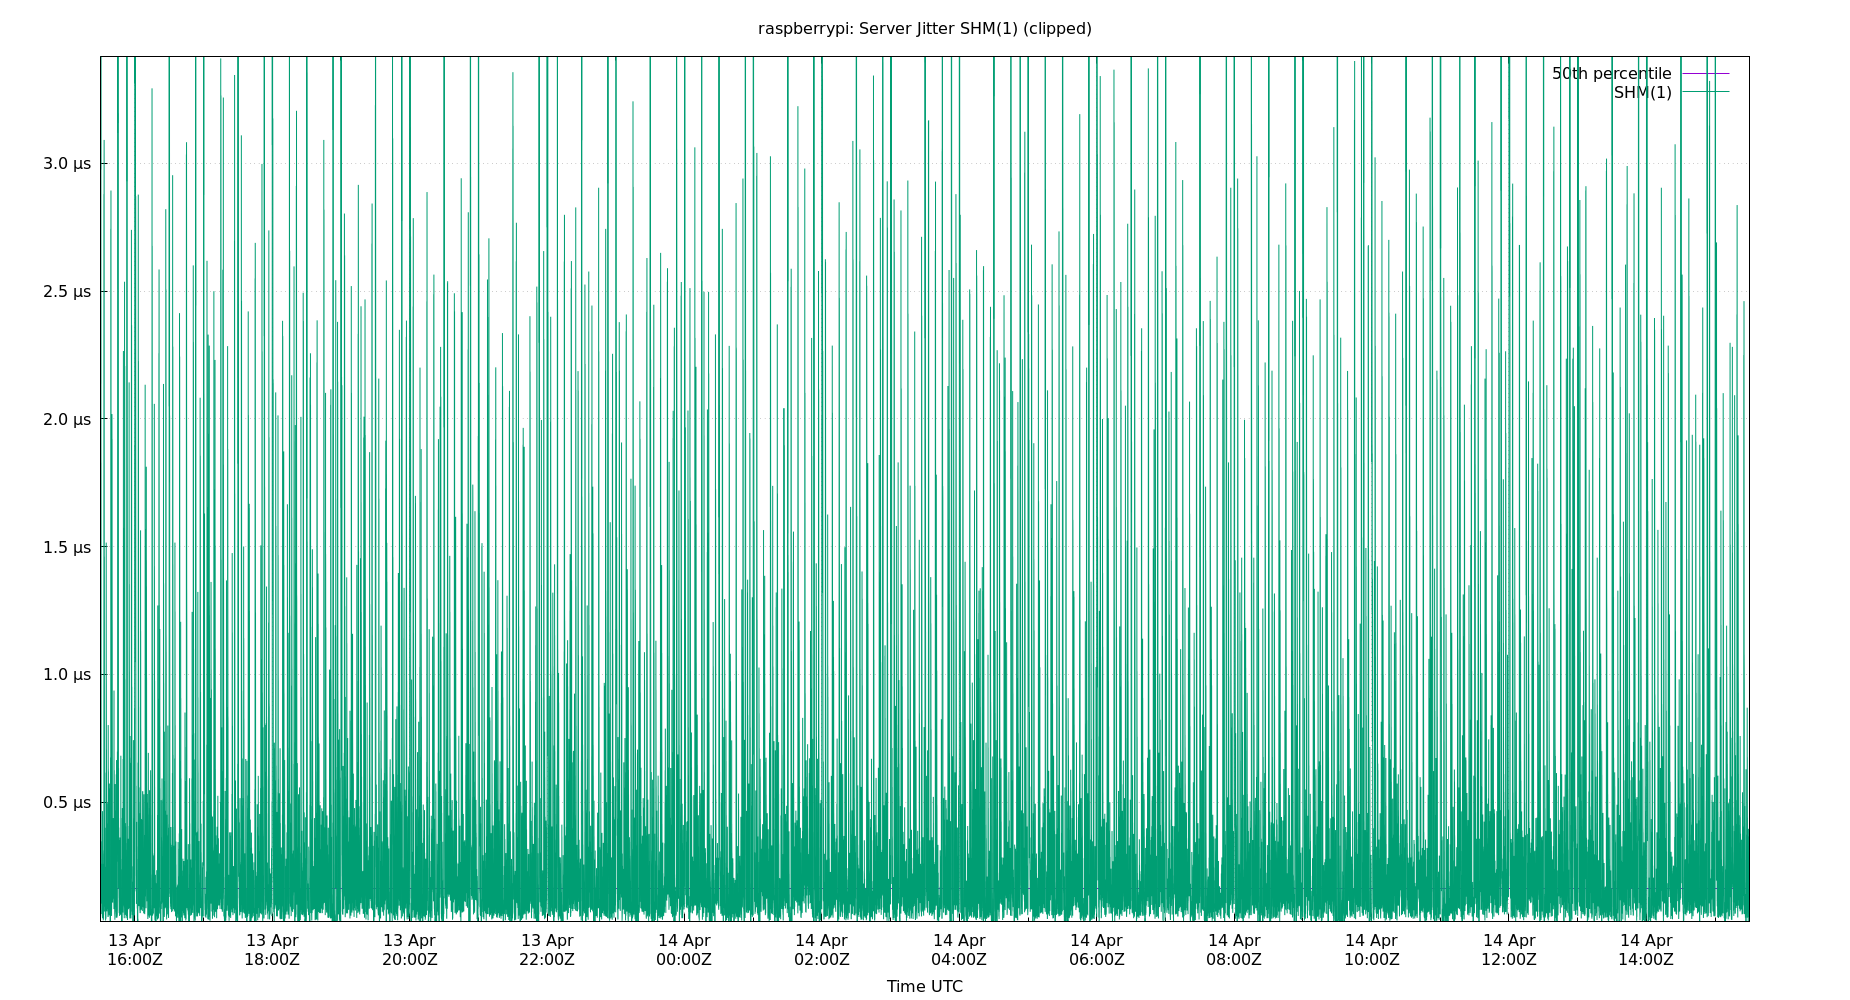 raspberrypi: Server Jitter SHM(1) (clipped)
50th percentile
SHM(1)
3.0 µs
2.5 µs
2.0 µs
1.5 µs
1.0 µs
0.5 µs
13 Apr 13 Apr 13 Apr 13 Apr 14 Apr 14 Apr 14 Apr 14 Apr 14 Apr 14 Apr 14 Apr 14 Apr
16:00Z 18:00Z 20:00Z 22:00Z 00:00Z 02:00Z 04:00Z 06:00Z 08:00Z 10:00Z 12:00Z 14:00Z
Time UTC